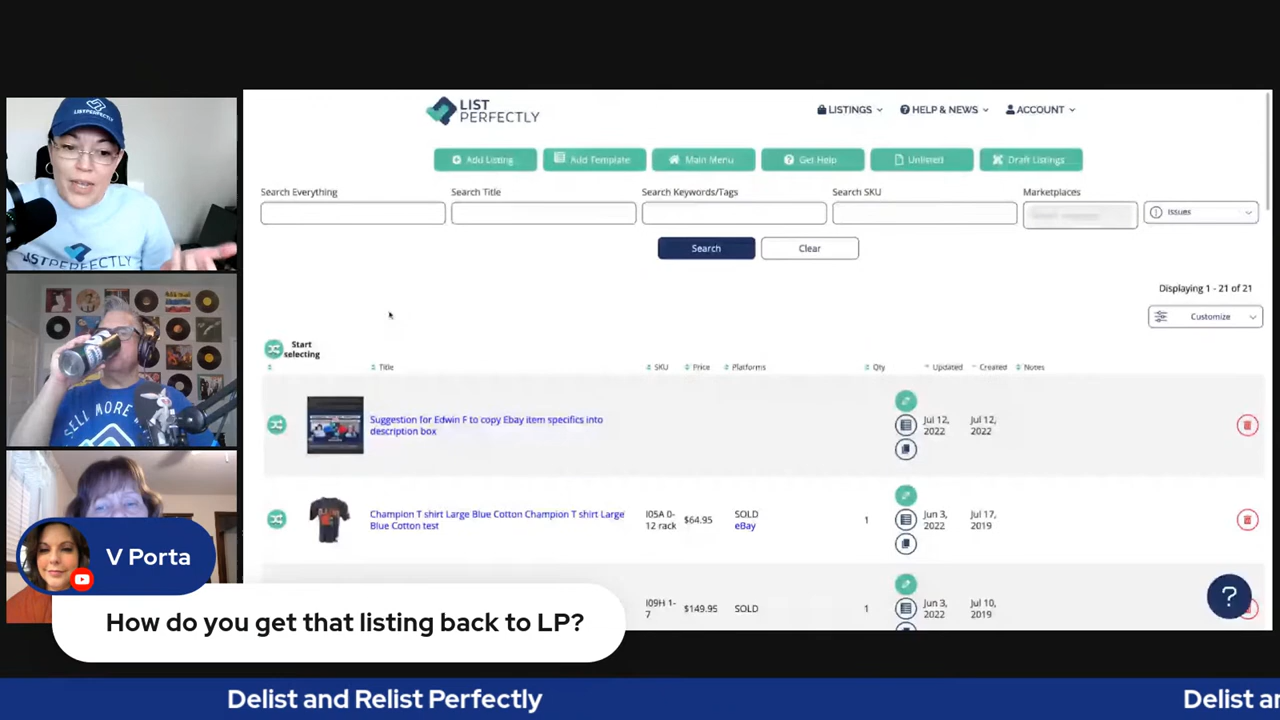 LISTPERFECTLY
LISTPERFECTLY
SELL MORE
LIST
PERFECTLY
LISTINGS
HELP & NEWS
ACCOUNT
Add Listing
Add Template
Main Menu
Get Help
Unlisted
Draft Listings
Search Everything
Search Title
Search Keywords/Tags
Search SKU
Marketplaces
Issues
Search
Clear
Displaying 1 - 21 of 21
Customize
Start
selecting
Title
SKU
Price
Platforms
Qty
Updated
Created
Notes
Suggestion for Edwin F to copy Ebay item specifics into
description box
Jul 12,
2022
Jul 12,
2022
Champion T shirt Large Blue Cotton Champion T shirt Large
Blue Cotton test
I05A 0-
12 rack
$64.95
SOLD
eBay
1
Jun 3,
2022
Jul 17,
2019
I09H 1-
7
$149.95
SOLD
1
Jun 3,
2022
Jul 10,
2019
?
V Porta
How do you get that listing back to LP?
Delist and Relist Perfectly
Delist ar